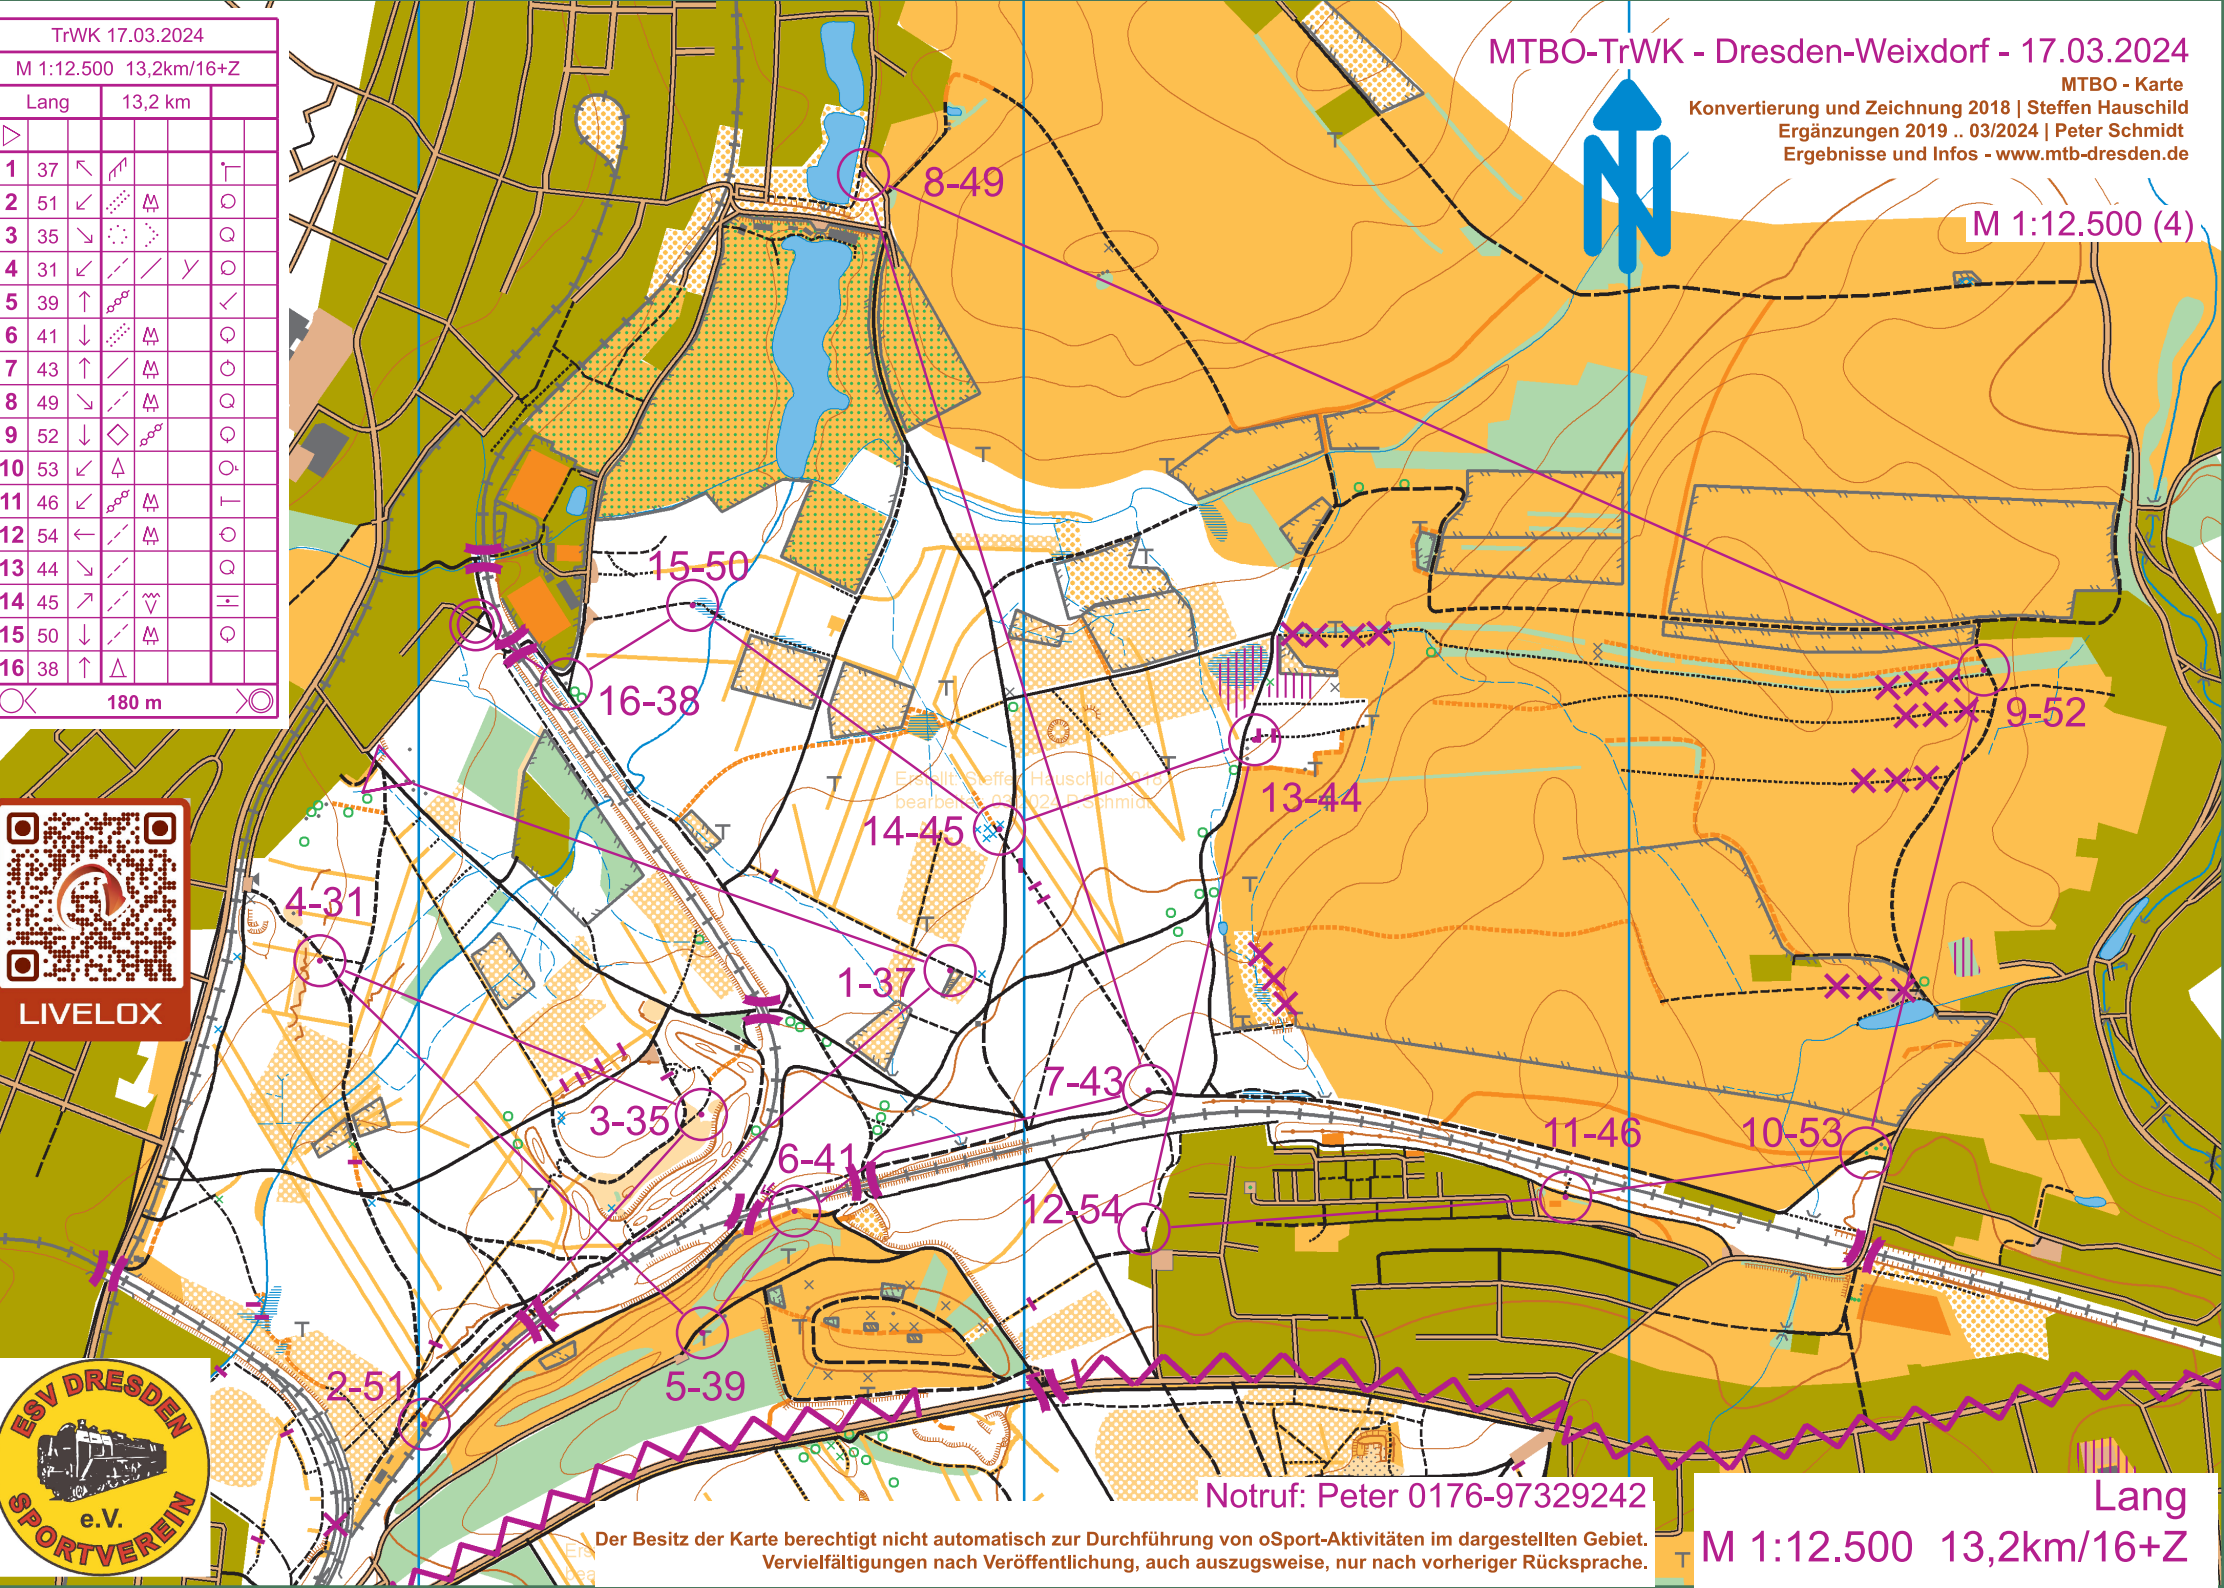 TrWK 17.03.2024
M 1:12.500 13,2km/16+Z
Lang 13,2 km
1 37
2 51
3 35
4 31
5 39
6 41
7 43
8 49
9 52
10 53
11 46
12 54
13 44
14 45
15 50
16 38
180 m
MTBO-TrWK - Dresden-Weixdorf - 17.03.2024
MTBO - Karte
Konvertierung und Zeichnung 2018 | Steffen Hauschild
Ergänzungen 2019 .. 03/2024 | Peter Schmidt
Ergebnisse und Infos - www.mtb-dresden.de
M 1:12.500 (4)
N
8-49
15-50
16-38
9-52
13-44
14-45
4-31
1-37
3-35
7-43
6-41
11-46
10-53
12-54
2-51
5-39
LIVELOX
ESV DRESDEN
e.V.
SPORTVEREIN
Notruf: Peter 0176-97329242
Der Besitz der Karte berechtigt nicht automatisch zur Durchführung von oSport-Aktivitäten im dargestellten Gebiet.
Vervielfältigungen nach Veröffentlichung, auch auszugsweise, nur nach vorheriger Rücksprache.
Lang
M 1:12.500 13,2km/16+Z